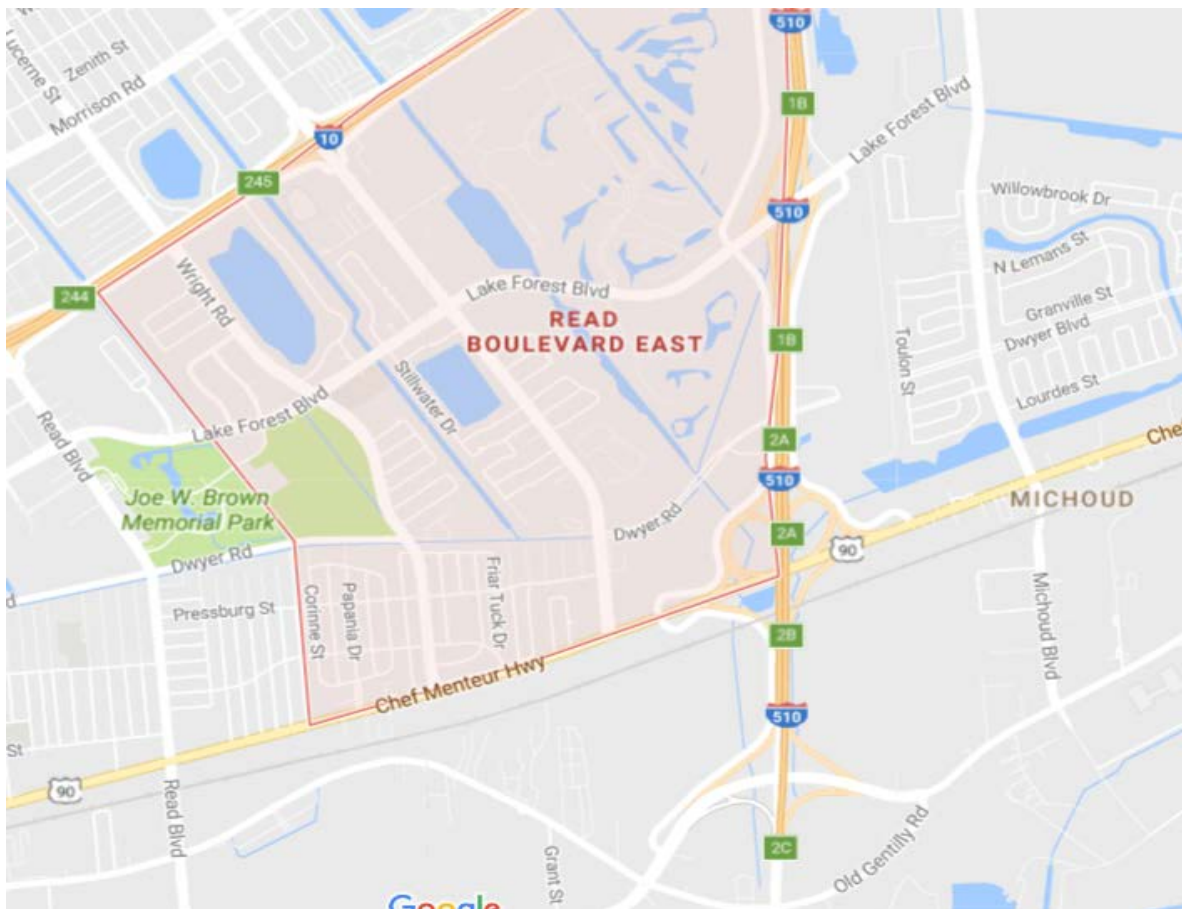 510
Lucerne St
Zenith St
Morrison Rd
1B
Lake Forest Blvd
10
245
Willowbrook Dr
510
N Lemans St
Wright Rd
Lake Forest Blvd
244
READ
BOULEVARD EAST
Granville St
Dwyer Blvd
1B
Toulon St
Stillwater Dr
Lourdes St
Lake Forest Blvd
Read Blvd
2A
Che
510
Joe W. Brown
Memorial Park
MICHOUD
Dwyer Rd
2A
90
Dwyer Rd
d
Pressburg St
Corinne St
Papania Dr
Friar Tuck Dr
2B
Michoud Blvd
Chef Menteur Hwy
510
St
90
Read Blvd
Grant St
2C
Old Gentilly Rd
Google